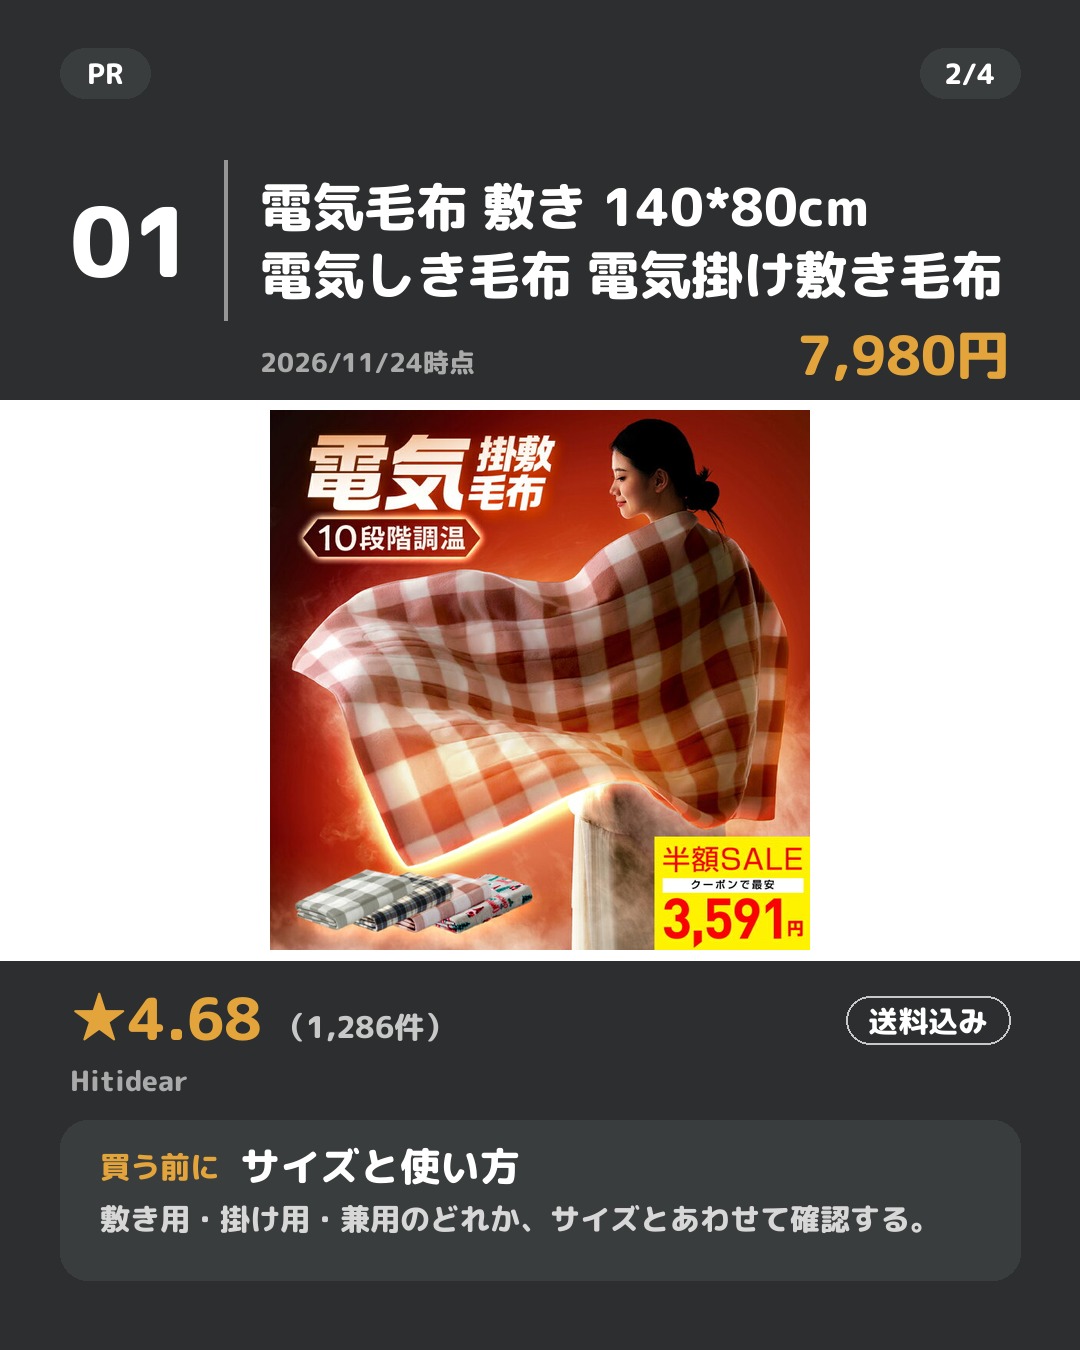 PR
2/4
01
電気毛布 敷き 140*80cm
電気しき毛布 電気掛け敷き毛布
2026/11/24時点
7,980円
電気掛敷毛布
10段階調温
半額SALE
クーポンで最安
3,591円
★4.68 (1,286件)
送料込み
Hitidear
買う前に サイズと使い方
敷き用・掛け用・兼用のどれか、サイズとあわせて確認する。